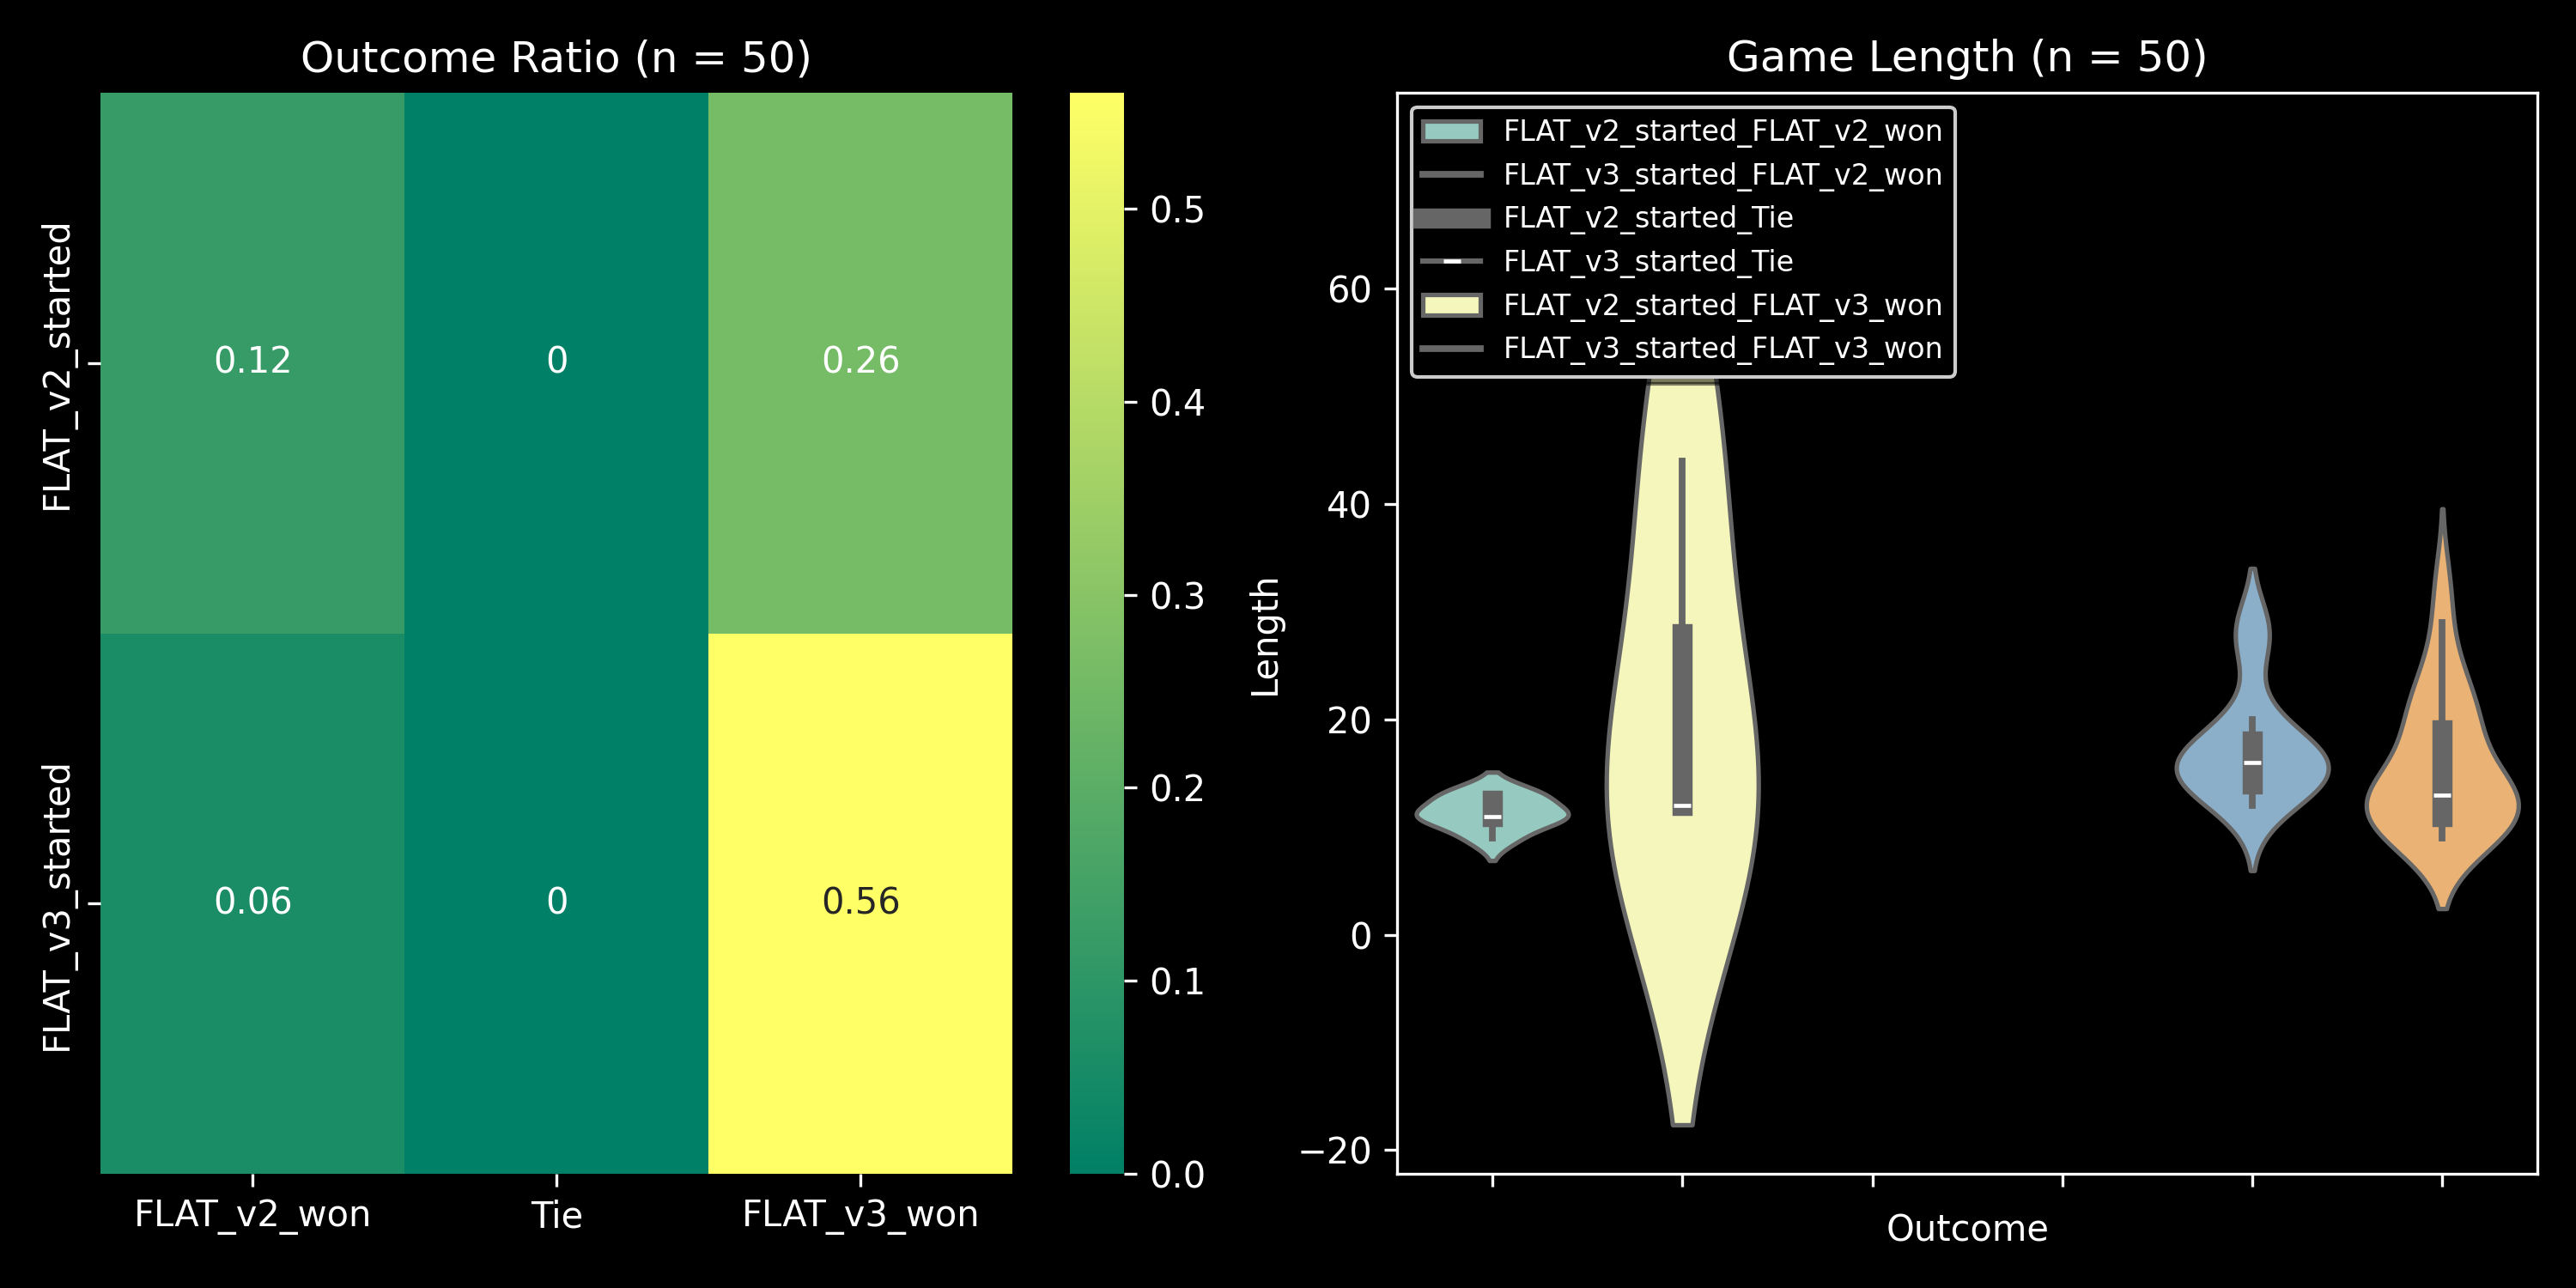 Outcome Ratio (n = 50)
FLAT_v2_started
FLAT_v3_started
0.12
0
0.26
0.06
0
0.56
FLAT_v2_won
Tie
FLAT_v3_won
0.5
0.4
0.3
0.2
0.1
0.0
Game Length (n = 50)
FLAT_v2_started_FLAT_v2_won
FLAT_v3_started_FLAT_v2_won
FLAT_v2_started_Tie
FLAT_v3_started_Tie
FLAT_v2_started_FLAT_v3_won
FLAT_v3_started_FLAT_v3_won
Length
60
40
20
0
−20
Outcome